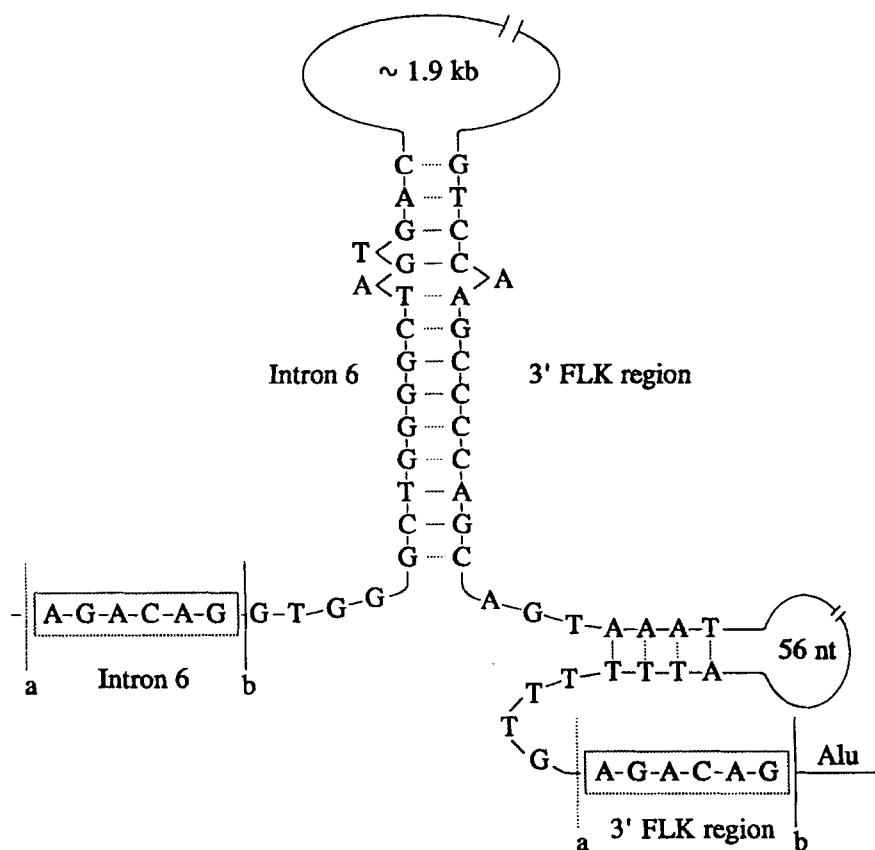 ~ 1.9 kb
C G
A T
G – C
T
G – C
A A
T – A
C G
G C
Intron 6 3' FLK region
G C
G C
G C
T – A
C – G
G C
A-G-A-C-A-G G-T-G-G
A-G-T-A-A-A-T
56 nt
T-T-T-T-T-A
G
a Intron 6 b
A-G-A-C-A-G Alu
a 3' FLK region b